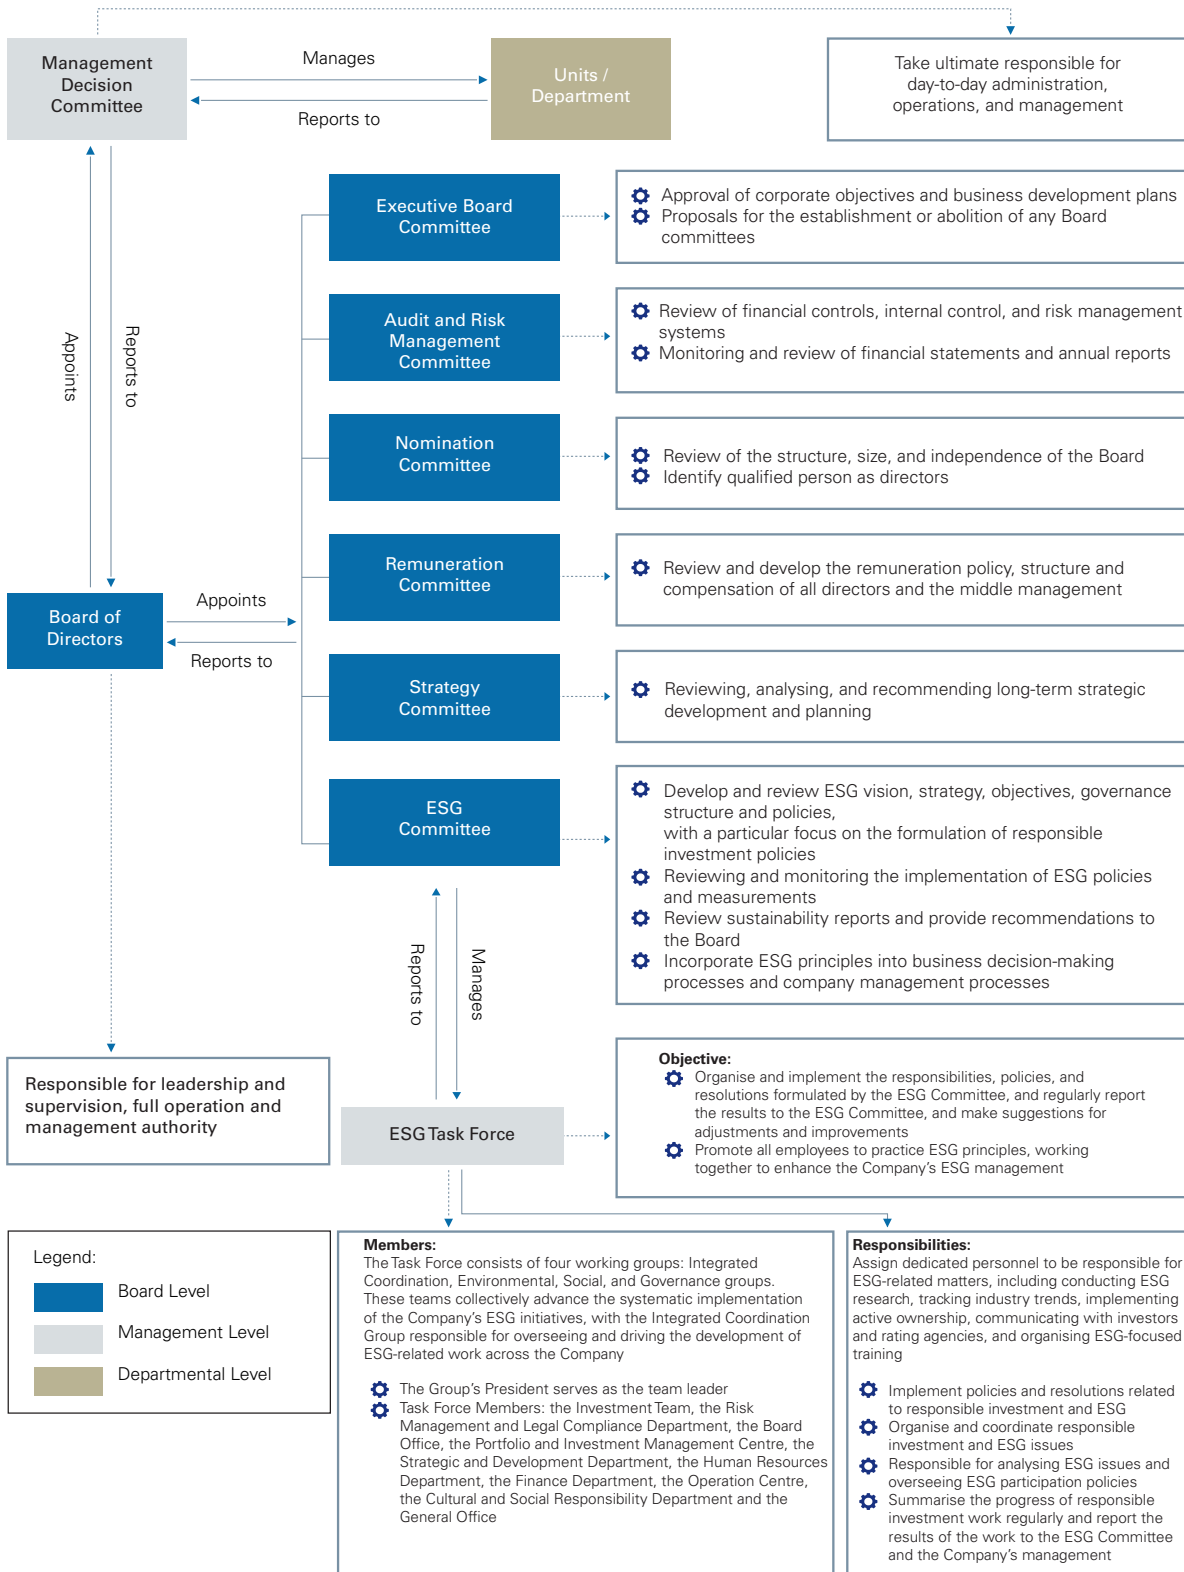 Management
Decision
Committee
Manages
Reports to
Units /
Department
Take ultimate responsible for
day-to-day administration,
operations, and management
Appoints
Reports to
Executive Board
Committee
Approval of corporate objectives and business development plans
Proposals for the establishment or abolition of any Board
committees
Audit and Risk
Management
Committee
Review of financial controls, internal control, and risk management
systems
Monitoring and review of financial statements and annual reports
Nomination
Committee
Review of the structure, size, and independence of the Board
Identify qualified person as directors
Remuneration
Committee
Review and develop the remuneration policy, structure and
compensation of all directors and the middle management
Board of
Directors
Appoints
Reports to
Strategy
Committee
Reviewing, analysing, and recommending long-term strategic
development and planning
ESG
Committee
Develop and review ESG vision, strategy, objectives, governance
structure and policies,
with a particular focus on the formulation of responsible
investment policies
Reviewing and monitoring the implementation of ESG policies
and measurements
Review sustainability reports and provide recommendations to
the Board
Incorporate ESG principles into business decision-making
processes and company management processes
Reports to
Manages
Responsible for leadership and
supervision, full operation and
management authority
ESG Task Force
Objective:
Organise and implement the responsibilities, policies, and
resolutions formulated by the ESG Committee, and regularly report
the results to the ESG Committee, and make suggestions for
adjustments and improvements
Promote all employees to practice ESG principles, working
together to enhance the Company's ESG management
Legend:
Board Level
Management Level
Departmental Level
Members:
The Task Force consists of four working groups: Integrated
Coordination, Environmental, Social, and Governance groups.
These teams collectively advance the systematic implementation
of the Company's ESG initiatives, with the Integrated Coordination
Group responsible for overseeing and driving the development of
ESG-related work across the Company
The Group's President serves as the team leader
Task Force Members: the Investment Team, the Risk
Management and Legal Compliance Department, the Board
Office, the Portfolio and Investment Management Centre, the
Strategic and Development Department, the Human Resources
Department, the Finance Department, the Operation Centre,
the Cultural and Social Responsibility Department and the
General Office
Responsibilities:
Assign dedicated personnel to be responsible for
ESG-related matters, including conducting ESG
research, tracking industry trends, implementing
active ownership, communicating with investors
and rating agencies, and organising ESG-focused
training
Implement policies and resolutions related
to responsible investment and ESG
Organise and coordinate responsible
investment and ESG issues
Responsible for analysing ESG issues and
overseeing ESG participation policies
Summarise the progress of responsible
investment work regularly and report the
results of the work to the ESG Committee
and the Company's management